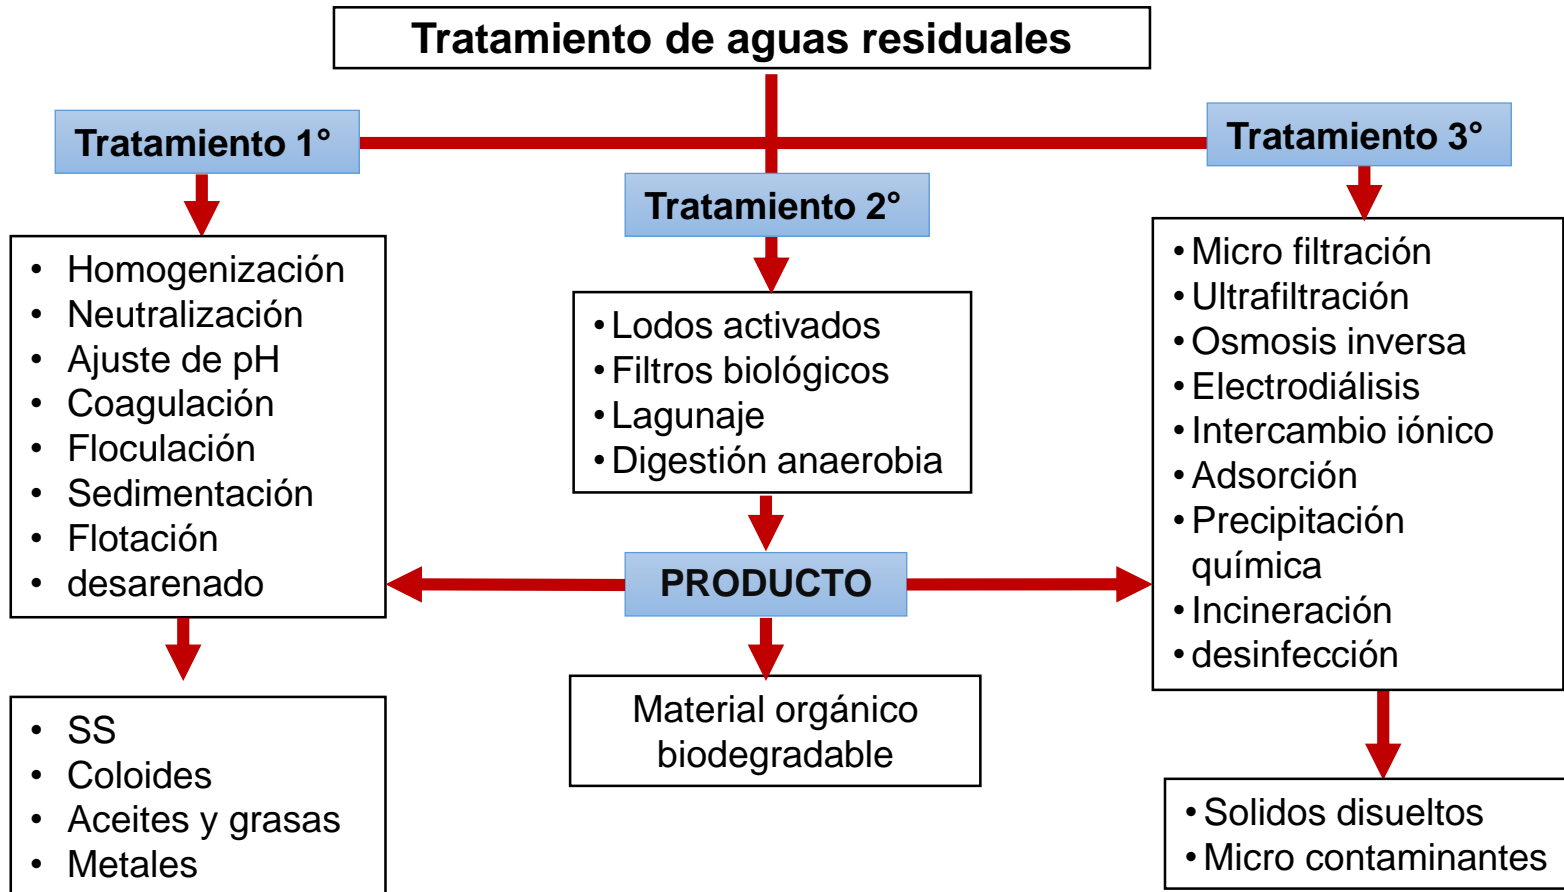 Tratamiento de aguas residuales
Tratamiento 1°
Tratamiento 2°
Tratamiento 3°
• Homogenización
• Neutralización
• Ajuste de pH
• Coagulación
• Floculación
• Sedimentación
• Flotación
• desarenado
• Lodos activados
• Filtros biológicos
• Lagunaje
• Digestión anaerobia
• Micro filtración
• Ultrafiltración
• Osmosis inversa
• Electrodiálisis
• Intercambio iónico
• Adsorción
• Precipitación
química
• Incineración
• desinfección
PRODUCTO
• SS
• Coloides
• Aceites y grasas
• Metales
Material orgánico
biodegradable
• Solidos disueltos
• Micro contaminantes